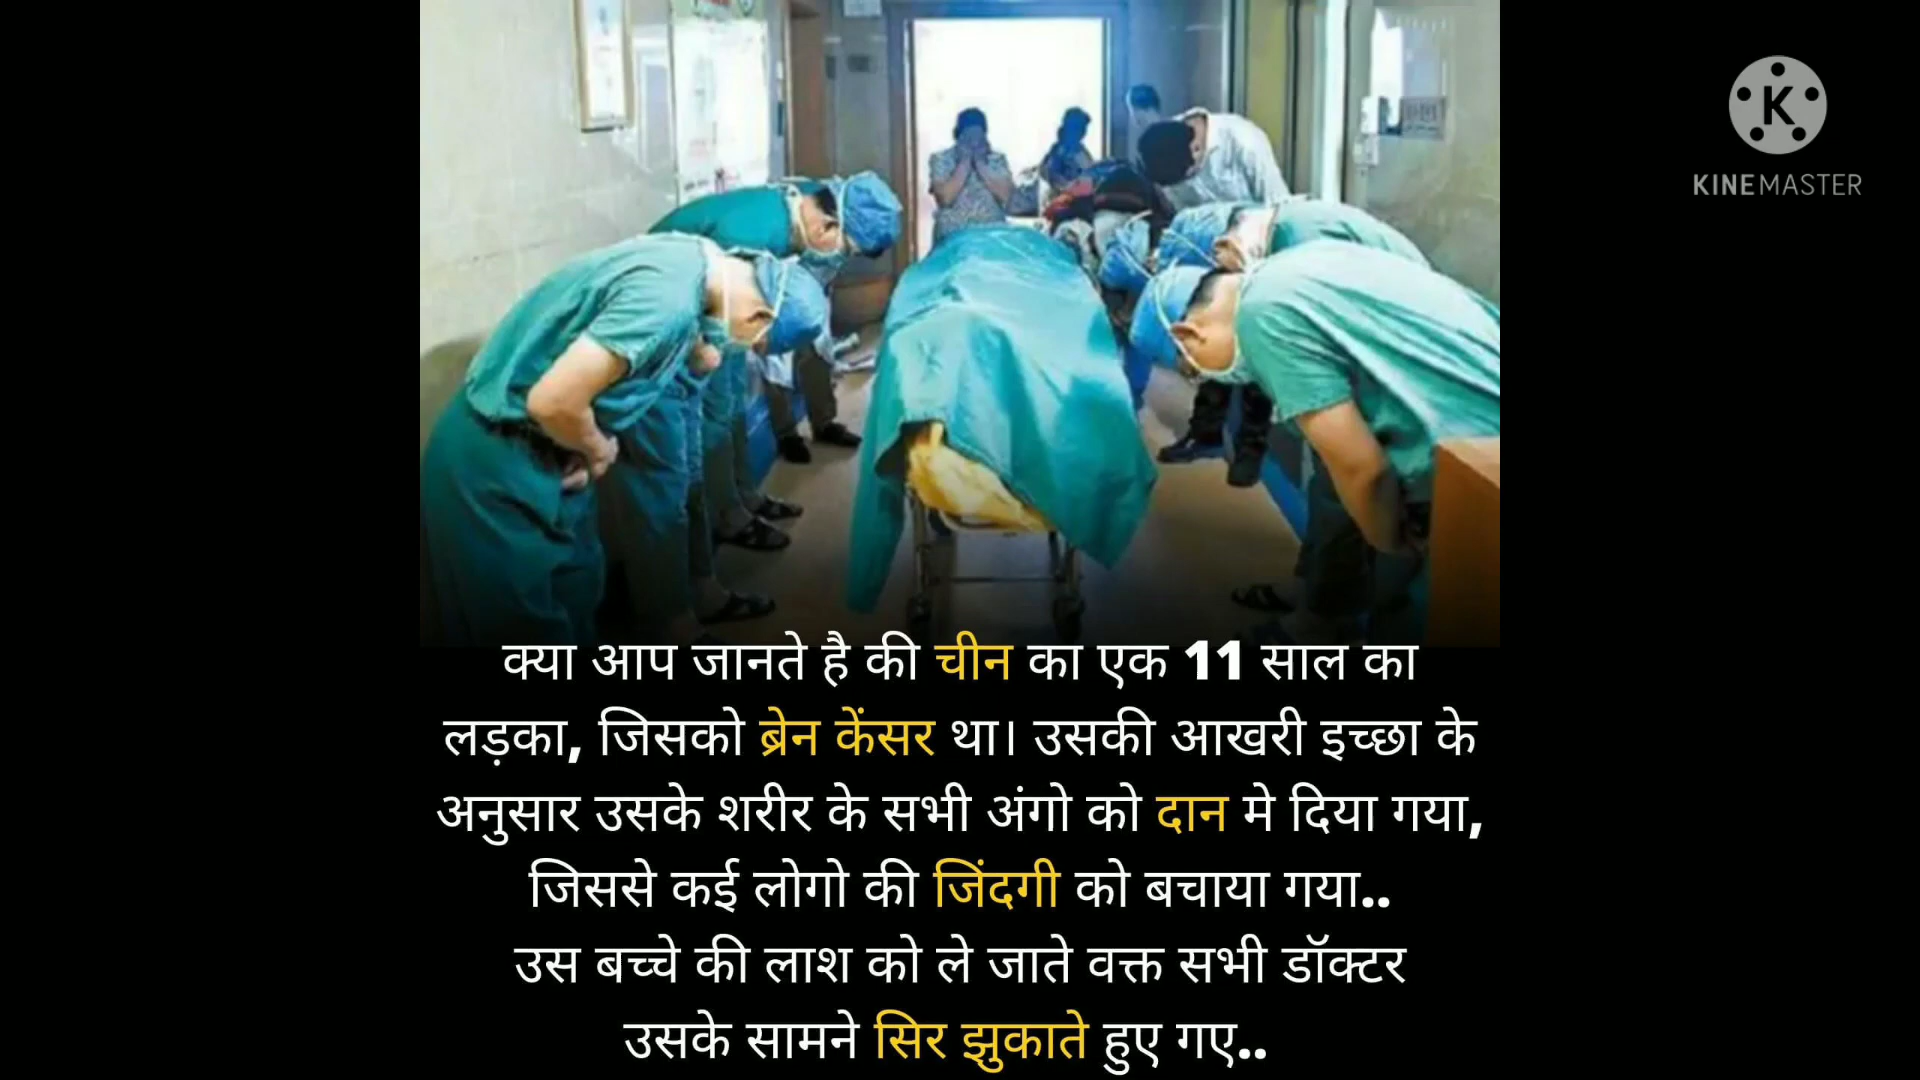 KINEMASTER
क्या आप जानते है की चीन का एक 11 साल का
लड़का, जिसको ब्रेन केंसर था। उसकी आखरी इच्छा के
अनुसार उसके शरीर के सभी अंगो को दान मे दिया गया,
जिससे कई लोगो की जिंदगी को बचाया गया..
उस बच्चे की लाश को ले जाते वक्त सभी डॉक्टर
उसके सामने सिर झुकाते हुए गए..